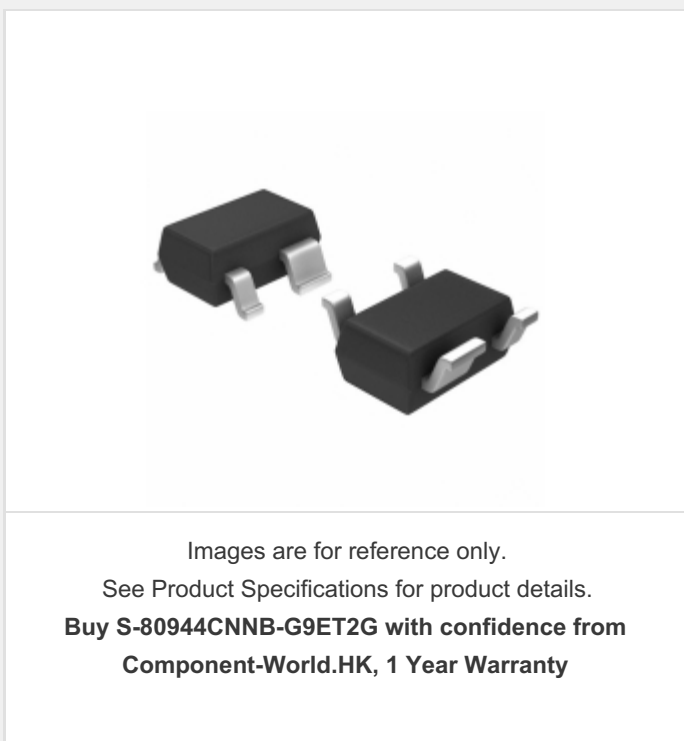 Images are for reference only.
See Product Specifications for product details.
Buy S-80944CNNB-G9ET2G with confidence from
Component-World.HK, 1 Year Warranty